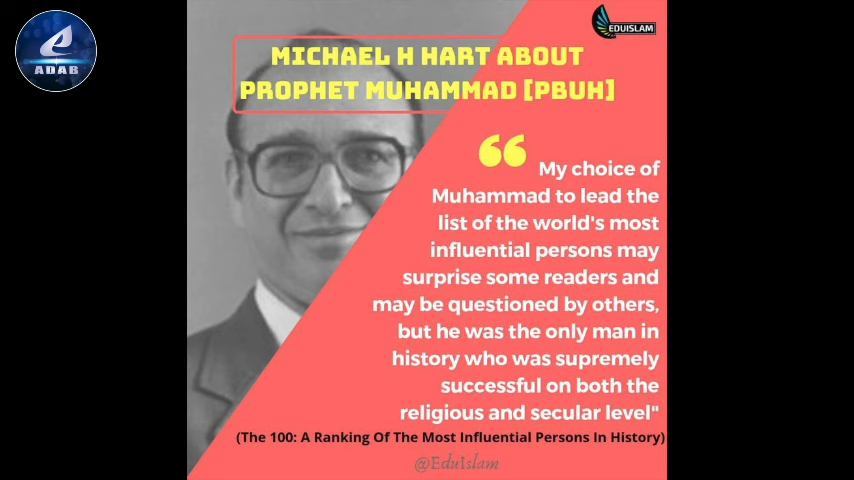 ADAB
EDUISLAM
MICHAEL H HART ABOUT
PROPHET MUHAMMAD [PBUH]
“ My choice of
Muhammad to lead the
list of the world's most
influential persons may
surprise some readers and
may be questioned by others,
but he was the only man in
history who was supremely
successful on both the
religious and secular level"
(The 100: A Ranking Of The Most Influential Persons In History)
@EduIslam